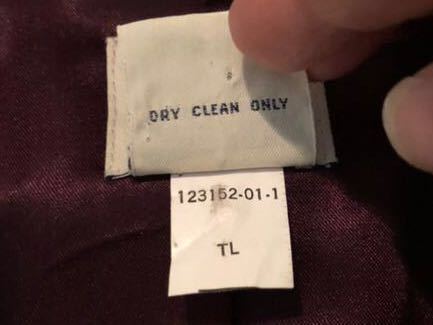 DRY CLEAN ONLY
123152-01-1
TL